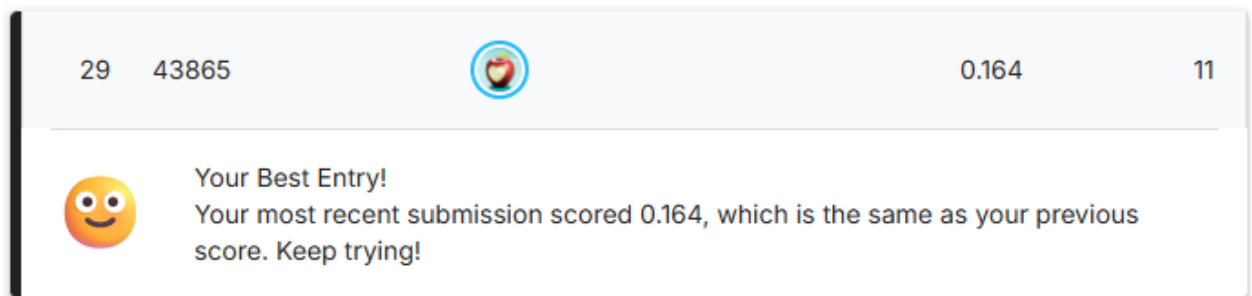 29 43865 0.164 11
Your Best Entry!
Your most recent submission scored 0.164, which is the same as your previous
score. Keep trying!